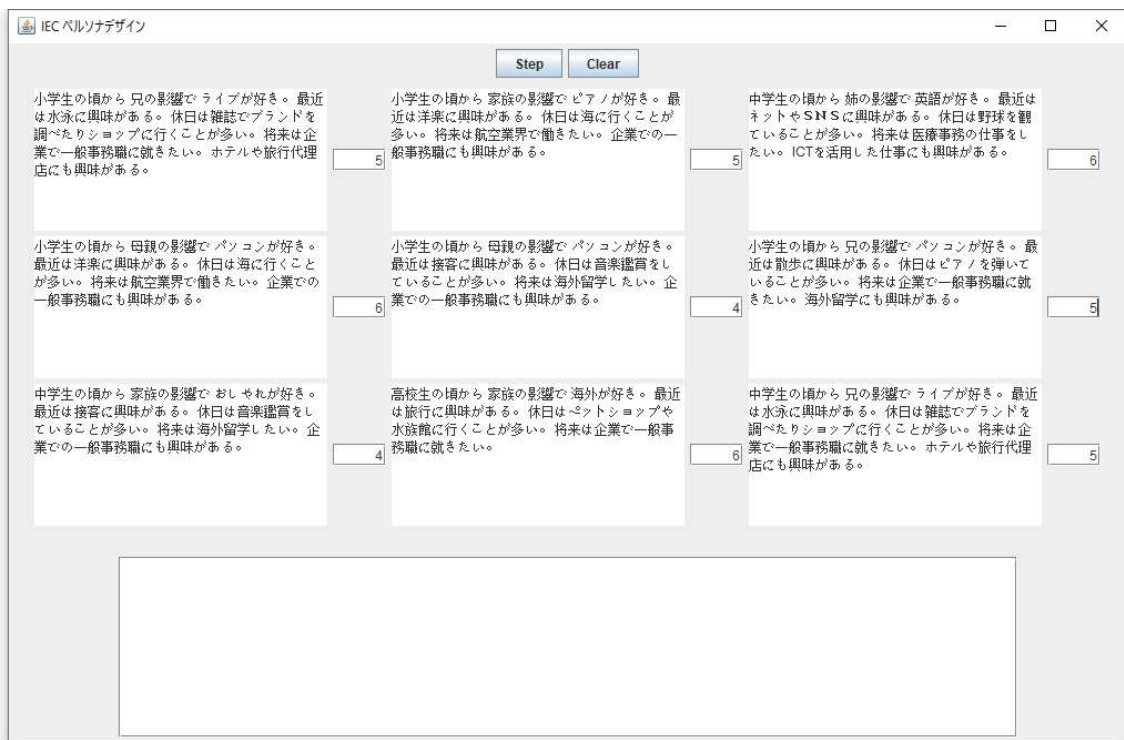 IEC ペルソナデザイン
Step Clear
小学生の頃から 兄の影響で ライブが好き。 最近
は水泳に興味がある。 休日は雑誌でブランドを
調べたりショップに行くことが多い。 将来は企
業で一般事務職に就きたい。 ホテルや旅行代理
店にも興味がある。
5
小学生の頃から 家族の影響で ピアノが好き。 最
近は洋楽に興味がある。 休日は海に行くことが
多い。 将来は航空業界で働きたい。 企業での一
般事務職にも興味がある。
5
中学生の頃から 姉の影響で 英語が好き。 最近は
ネットやSNSに興味がある。 休日は野球を観
ていることが多い。 将来は医療事務の仕事をし
たい。 ICTを活用した仕事にも興味がある。
6
小学生の頃から 母親の影響で パソコンが好き。
最近は洋楽に興味がある。 休日は海に行くこと
が多い。 将来は航空業界で働きたい。 企業での
一般事務職にも興味がある。
6
小学生の頃から 母親の影響で パソコンが好き。
最近は接客に興味がある。 休日は音楽鑑賞をし
ていることが多い。 将来は海外留学したい。 企
業での一般事務職にも興味がある。
4
小学生の頃から 兄の影響で パソコンが好き。 最
近は散歩に興味がある。 休日はピアノを弾いて
いることが多い。 将来は企業で一般事務職に就
きたい。 海外留学にも興味がある。
5
中学生の頃から 家族の影響で おしゃれが好き。
最近は接客に興味がある。 休日は音楽鑑賞をし
ていることが多い。 将来は海外留学したい。 企
業での一般事務職にも興味がある。
4
高校生の頃から 家族の影響で 海外が好き。 最近
は旅行に興味がある。 休日はペットショップや
水族館に行くことが多い。 将来は企業で一般事
務職に就きたい。
6
中学生の頃から 兄の影響で ライブが好き。 最近
は水泳に興味がある。 休日は雑誌でブランドを
調べたりショップに行くことが多い。 将来は企
業で一般事務職に就きたい。 ホテルや旅行代理
店にも興味がある。
5